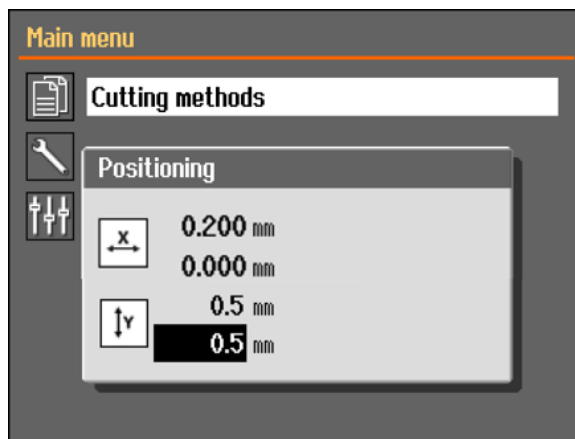 Main menu
Cutting methods
Positioning
X
0.200 mm
0.000 mm
Y
0.5 mm
0.5 mm